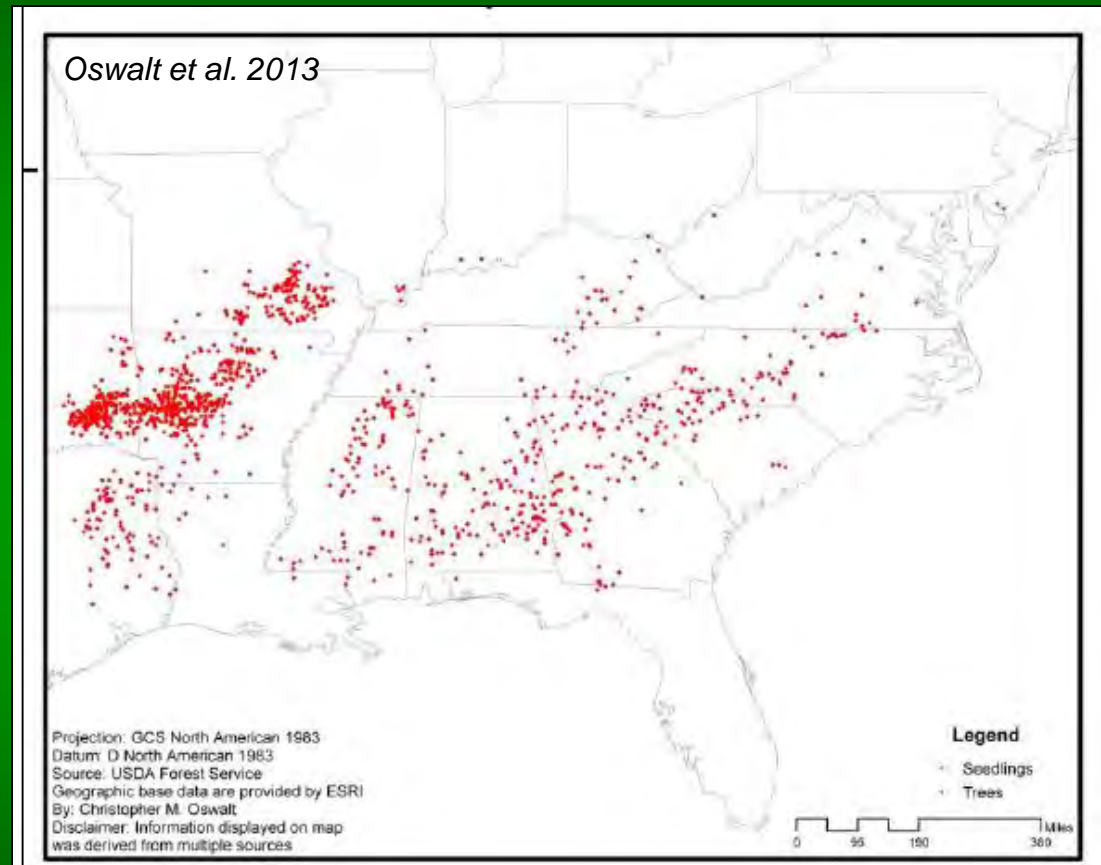 Oswalt et al. 2013
Projection: GCS North American 1983
Datum: D North American 1983
Source: USDA Forest Service
Geographic base data are provided by ESRI
By: Christopher M. Oswalt
Disclaimer: Information displayed on map
was derived from multiple sources
Legend
Seedlings
Trees
Miles
0 95 190 380